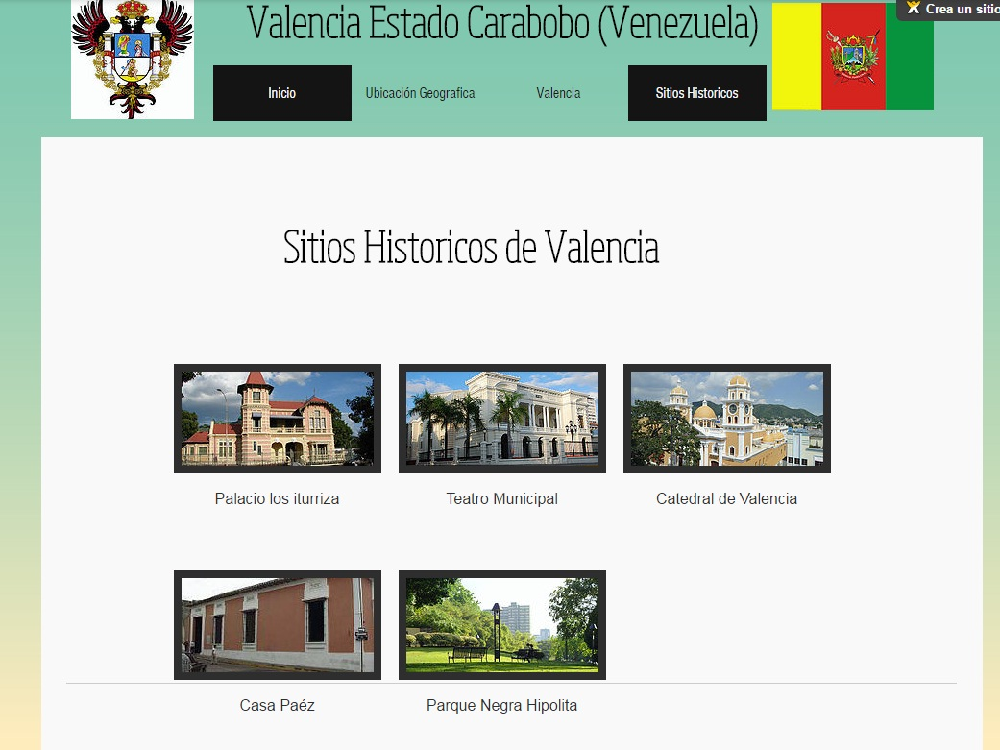 Valencia Estado Carabobo (Venezuela)
Crea un sitio
Inicio
Ubicación Geografica
Valencia
Sitios Historicos
Sitios Historicos de Valencia
Palacio los iturriza
Teatro Municipal
Catedral de Valencia
Casa Paéz
Parque Negra Hipolita